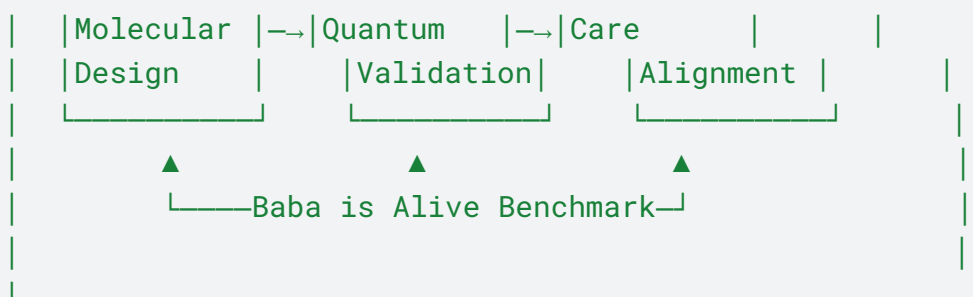 │  │Molecular │─→│Quantum   │─→│Care      │      │
│  │Design    │    │Validation│    │Alignment │      │
│  └──────────┘    └──────────┘    └──────────┘      │
│        ▲             ▲              ▲              │
│        └────Baba is Alive Benchmark─┘              │
│                                                    │
│